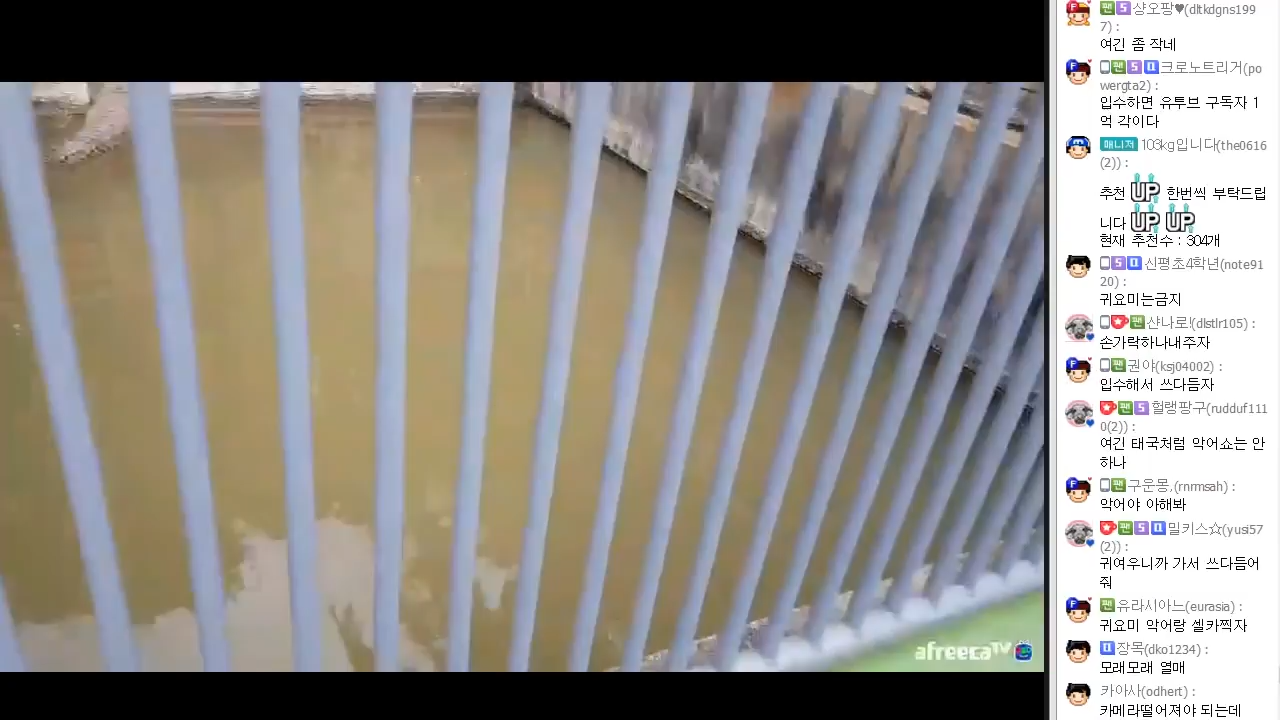 팬 S 샹오팡♥(dltkdgns199
7) :
여긴 좀 작네
팬 S 크로노트리거(po
wergta2) :
입수하면 유투브 구독자 1
억 각이다
매니저 103kg입니다(the0616
(2)) :
추천 UP 한번씩 부탁드립
니다 UP UP
현재 추천수 : 304개
S 신평초4학년(note91
20) :
귀요미는금지
팬 샨나로!(dlstlr105) :
손가락하나내주자
팬 권야(ksj04002) :
입수해서 쓰다듬자
팬 S 헐랭팡구(rudduf111
0(2)) :
여긴 태국처럼 악어쇼는 안
하나
팬 구운몽.(rnrmsah) :
악어야 아해봐
팬 S 밀키스☆(yusi57
(2)) :
귀여우니까 가서 쓰다듬어
줘
팬 유라시아느(eurasia) :
귀요미 악어랑 셀카찍자
afreecaTV
장목(dko1234) :
모래모래 열매
카아사(odhert) :
카메라떨어져야 되는데